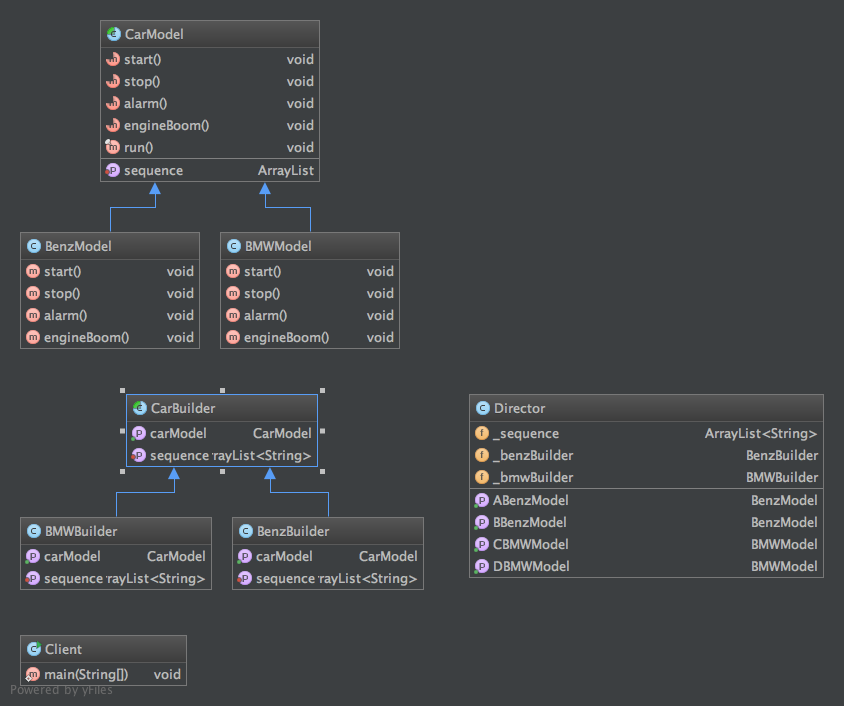 CarModel
start() void
stop() void
alarm() void
engineBoom() void
run() void
sequence ArrayList
BenzModel
start() void
stop() void
alarm() void
engineBoom() void
BMWModel
start() void
stop() void
alarm() void
engineBoom() void
CarBuilder
carModel CarModel
sequence rayList<String>
Director
_sequence ArrayList<String>
_benzBuilder BenzBuilder
_bmwBuilder BMWBuilder
ABenzModel BenzModel
BBenzModel BenzModel
CBMWModel BMWModel
DBMWModel BMWModel
BMWBuilder
carModel CarModel
sequence rayList<String>
BenzBuilder
carModel CarModel
sequence rayList<String>
Client
main(String[]) void
Powered by yFiles